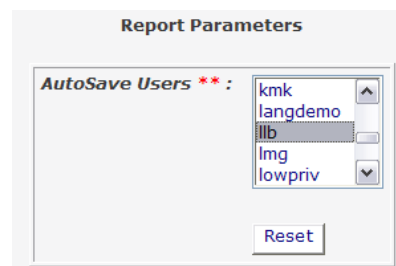 Report Parameters
AutoSave Users ** :
kmk
langdemo
llb
lmg
lowpriv
Reset